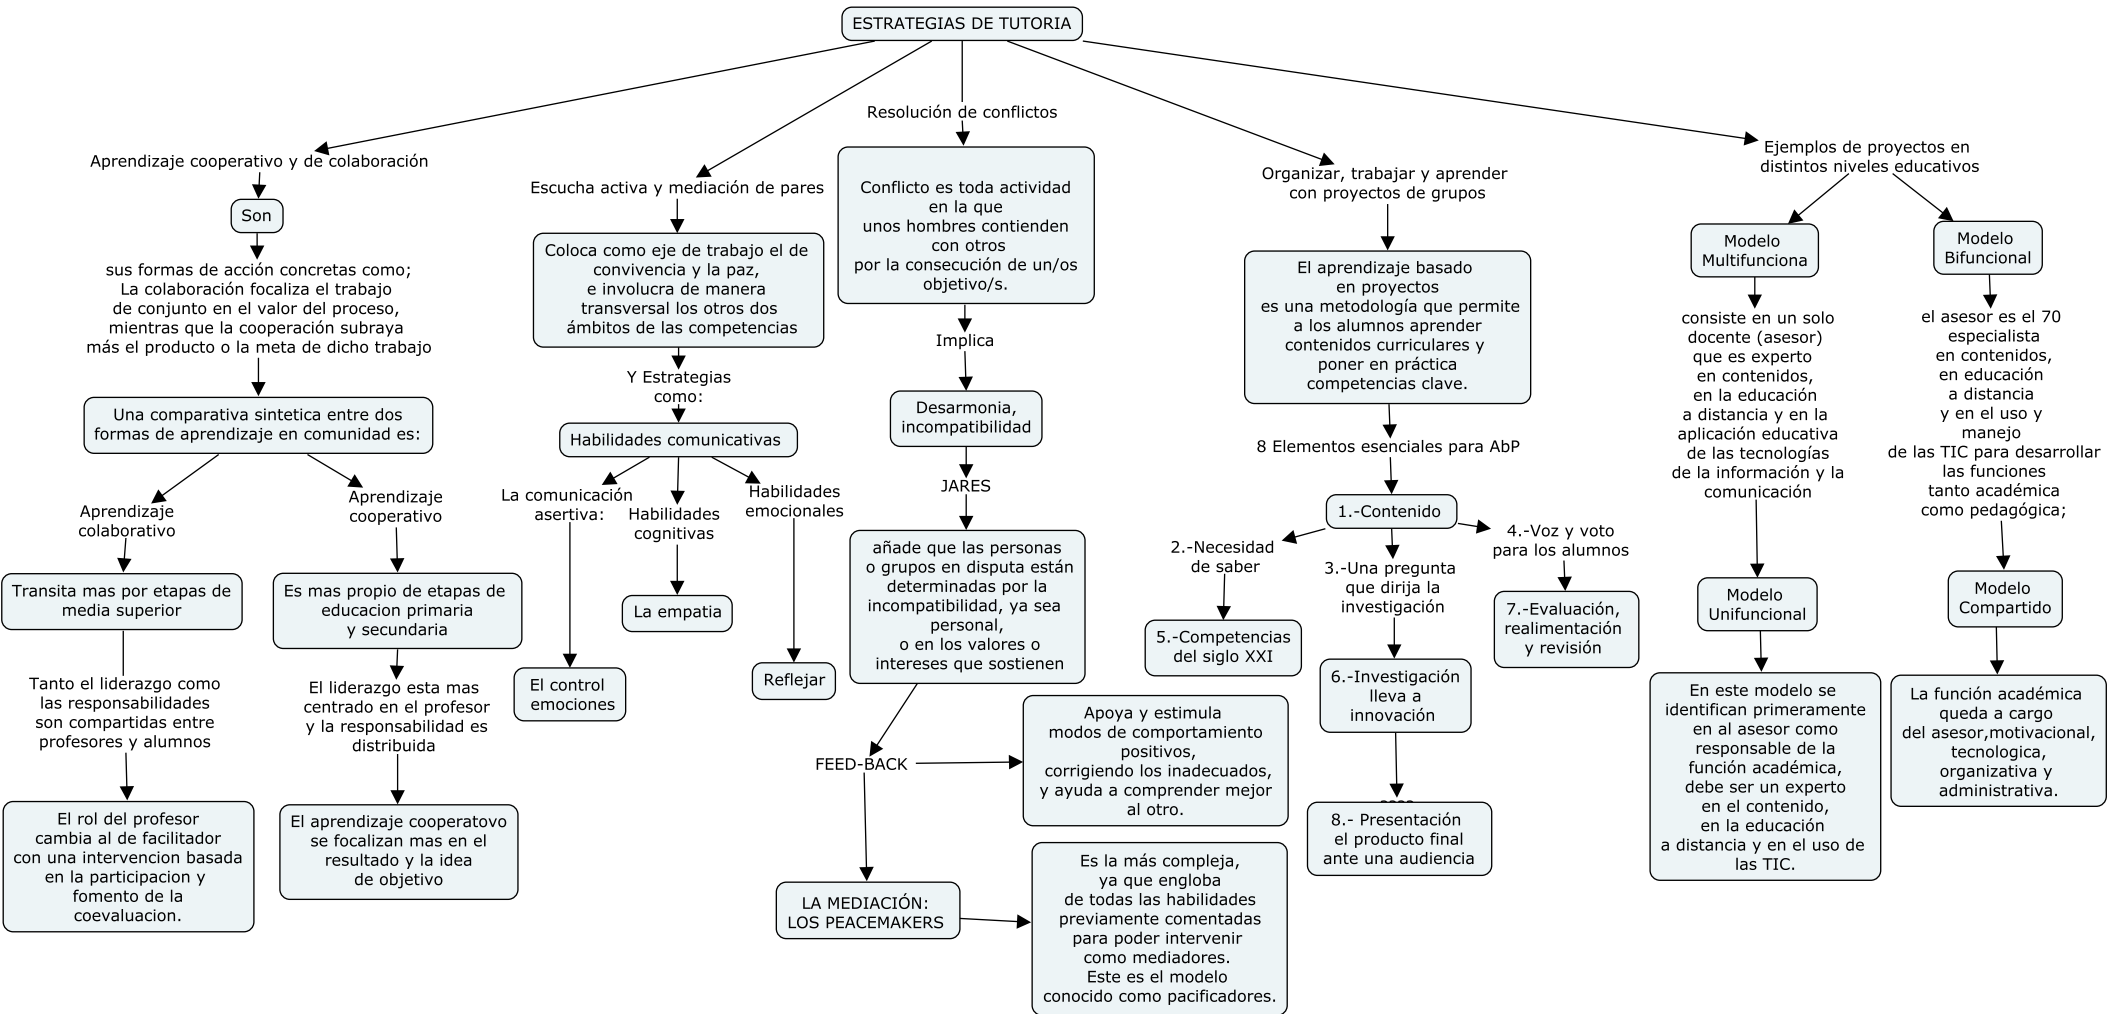 ESTRATEGIAS DE TUTORIA
Aprendizaje cooperativo y de colaboración
Son
sus formas de acción concretas como;
La colaboración focaliza el trabajo
de conjunto en el valor del proceso,
mientras que la cooperación subraya
más el producto o la meta de dicho trabajo
Una comparativa sintetica entre dos
formas de aprendizaje en comunidad es:
Aprendizaje
colaborativo
Transita mas por etapas de
media superior
Tanto el liderazgo como
las responsabilidades
son compartidas entre
profesores y alumnos
El rol del profesor
cambia al de facilitador
con una intervencion basada
en la participacion y
fomento de la
coevaluacion.
Aprendizaje
cooperativo
Es mas propio de etapas de
educacion primaria
y secundaria
El liderazgo esta mas
centrado en el profesor
y la responsabilidad es
distribuida
El aprendizaje cooperatovo
se focalizan mas en el
resultado y la idea
de objetivo
Escucha activa y mediación de pares
Coloca como eje de trabajo el de
convivencia y la paz,
e involucra de manera
transversal los otros dos
ámbitos de las competencias
Y Estrategias
como:
Habilidades comunicativas
La comunicación
asertiva:
El control
emociones
Habilidades
cognitivas
La empatia
Habilidades
emocionales
Reflejar
Resolución de conflictos
Conflicto es toda actividad
en la que
unos hombres contienden
con otros
por la consecución de un/os
objetivo/s.
Implica
Desarmonia,
incompatibilidad
JARES
añade que las personas
o grupos en disputa están
determinadas por la
incompatibilidad, ya sea
personal,
o en los valores o
intereses que sostienen
FEED-BACK
Apoya y estimula
modos de comportamiento
positivos,
corrigiendo los inadecuados,
y ayuda a comprender mejor
al otro.
LA MEDIACIÓN:
LOS PEACEMAKERS
Es la más compleja,
ya que engloba
de todas las habilidades
previamente comentadas
para poder intervenir
como mediadores.
Este es el modelo
conocido como pacificadores.
Organizar, trabajar y aprender
con proyectos de grupos
El aprendizaje basado
en proyectos
es una metodología que permite
a los alumnos aprender
contenidos curriculares y
poner en práctica
competencias clave.
8 Elementos esenciales para AbP
1.-Contenido
2.-Necesidad
de saber
5.-Competencias
del siglo XXI
3.-Una pregunta
que dirija la
investigación
6.-Investigación
lleva a
innovación
8.- Presentación
el producto final
ante una audiencia
4.-Voz y voto
para los alumnos
7.-Evaluación,
realimentación
y revisión
Ejemplos de proyectos en
distintos niveles educativos
Modelo
Multifunciona
consiste en un solo
docente (asesor)
que es experto
en contenidos,
en la educación
a distancia y en la
aplicación educativa
de las tecnologías
de la información y la
comunicación
Modelo
Unifuncional
En este modelo se
identifican primeramente
en al asesor como
responsable de la
función académica,
debe ser un experto
en el contenido,
en la educación
a distancia y en el uso de
las TIC.
Modelo
Bifuncional
el asesor es el 70
especialista
en contenidos,
en educación
a distancia
y en el uso y
manejo
de las TIC para desarrollar
las funciones
tanto académica
como pedagógica;
Modelo
Compartido
La función académica
queda a cargo
del asesor,motivacional,
tecnologica,
organizativa y
administrativa.